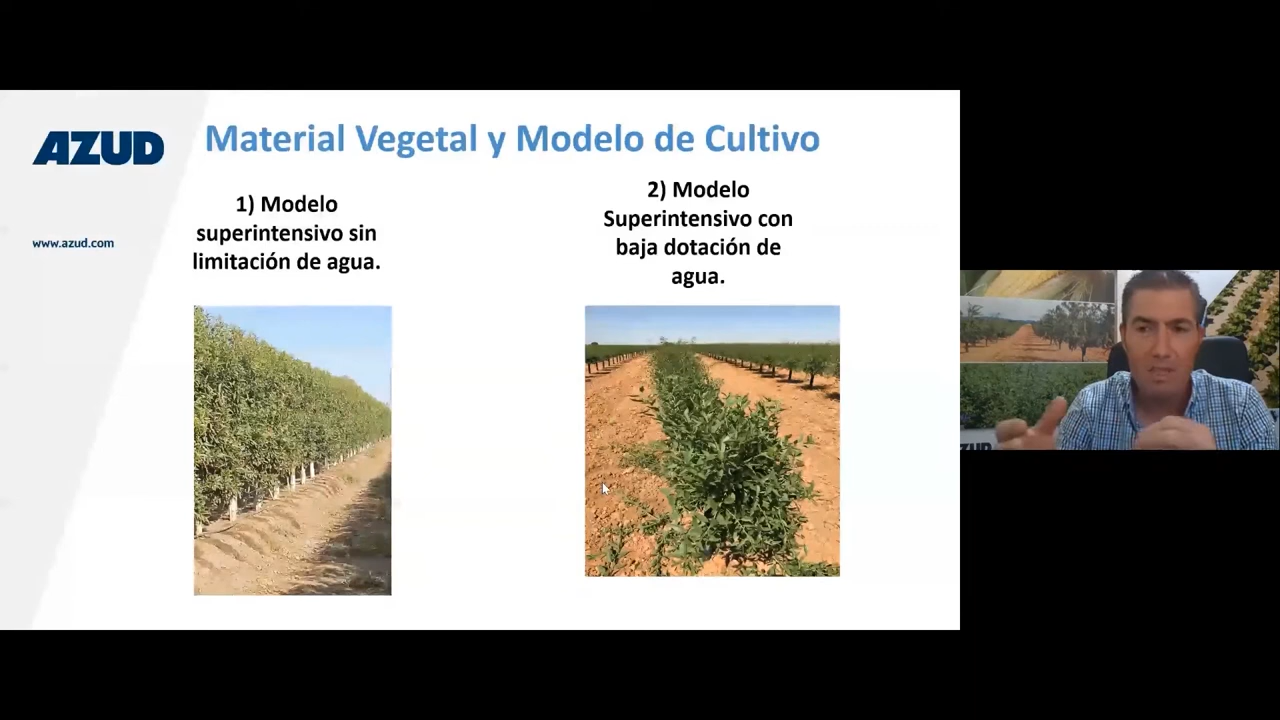 AZUD
www.azud.com
Material Vegetal y Modelo de Cultivo
1) Modelo
superintensivo sin
limitación de agua.
2) Modelo
Superintensivo con
baja dotación de
agua.